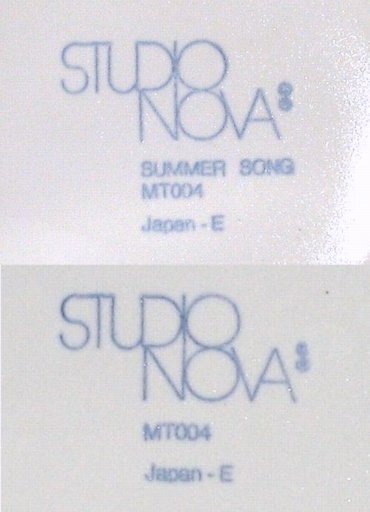 STUDIO
NOVA
SUMMER SONG
MT004
Japan - E
STUDIO
NOVA
MT004
Japan - E